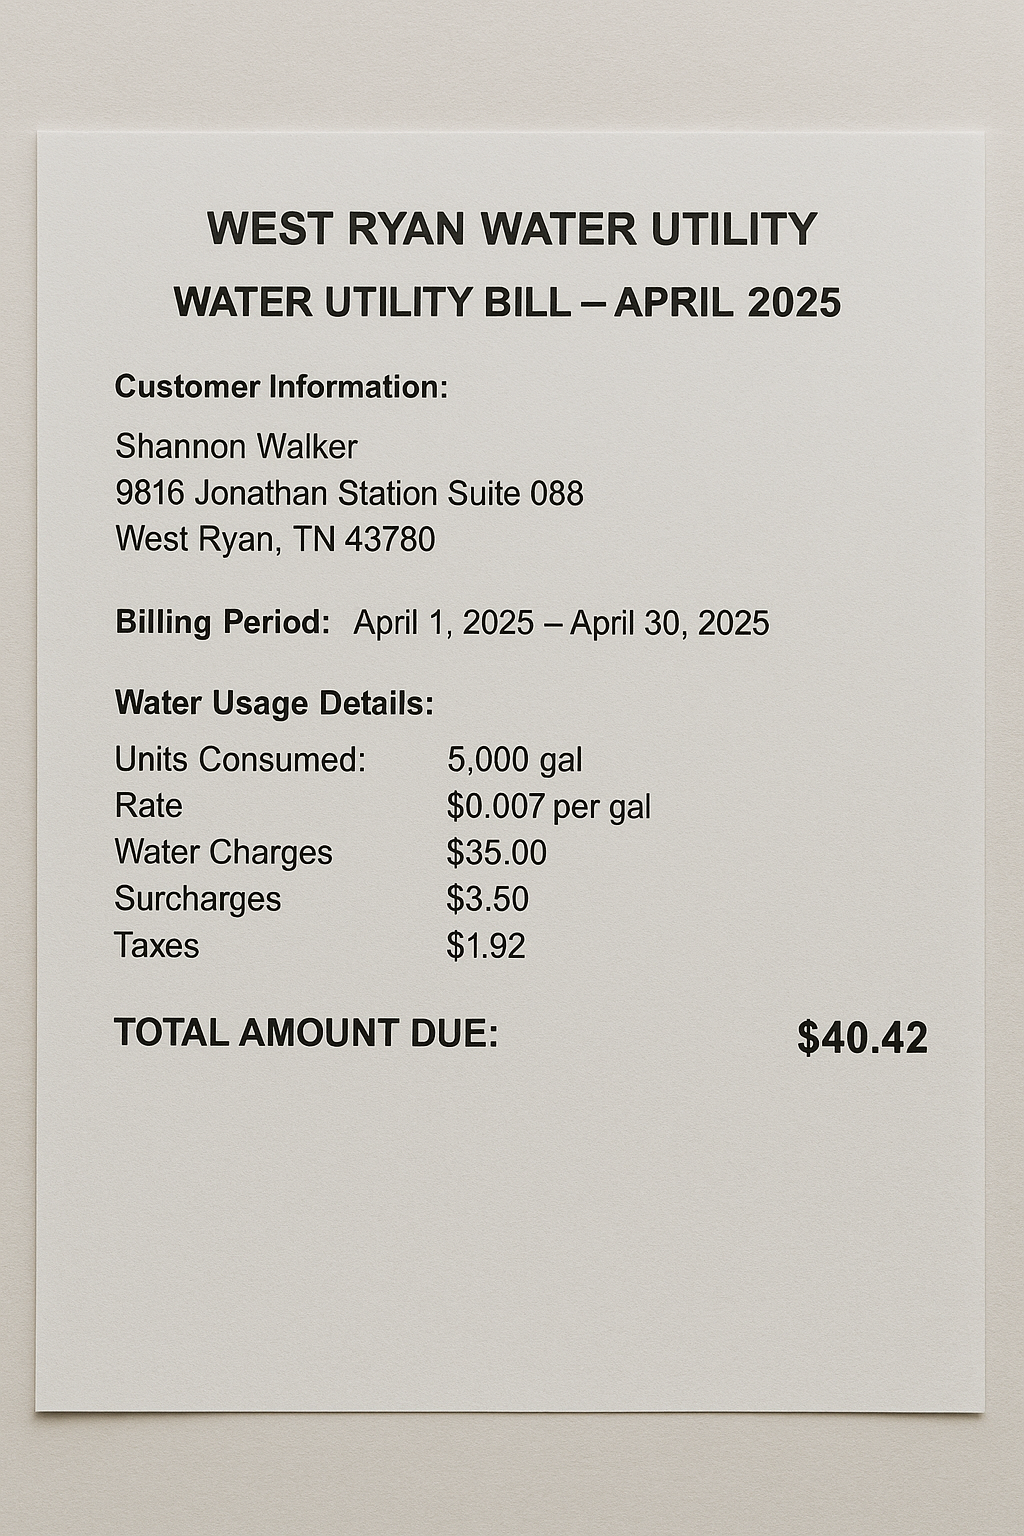 WEST RYAN WATER UTILITY
WATER UTILITY BILL – APRIL 2025
Customer Information:
Shannon Walker
9816 Jonathan Station Suite 088
West Ryan, TN 43780
Billing Period: April 1, 2025 – April 30, 2025
Water Usage Details:
Units Consumed: 5,000 gal
Rate $0.007 per gal
Water Charges $35.00
Surcharges $3.50
Taxes $1.92
TOTAL AMOUNT DUE: $40.42